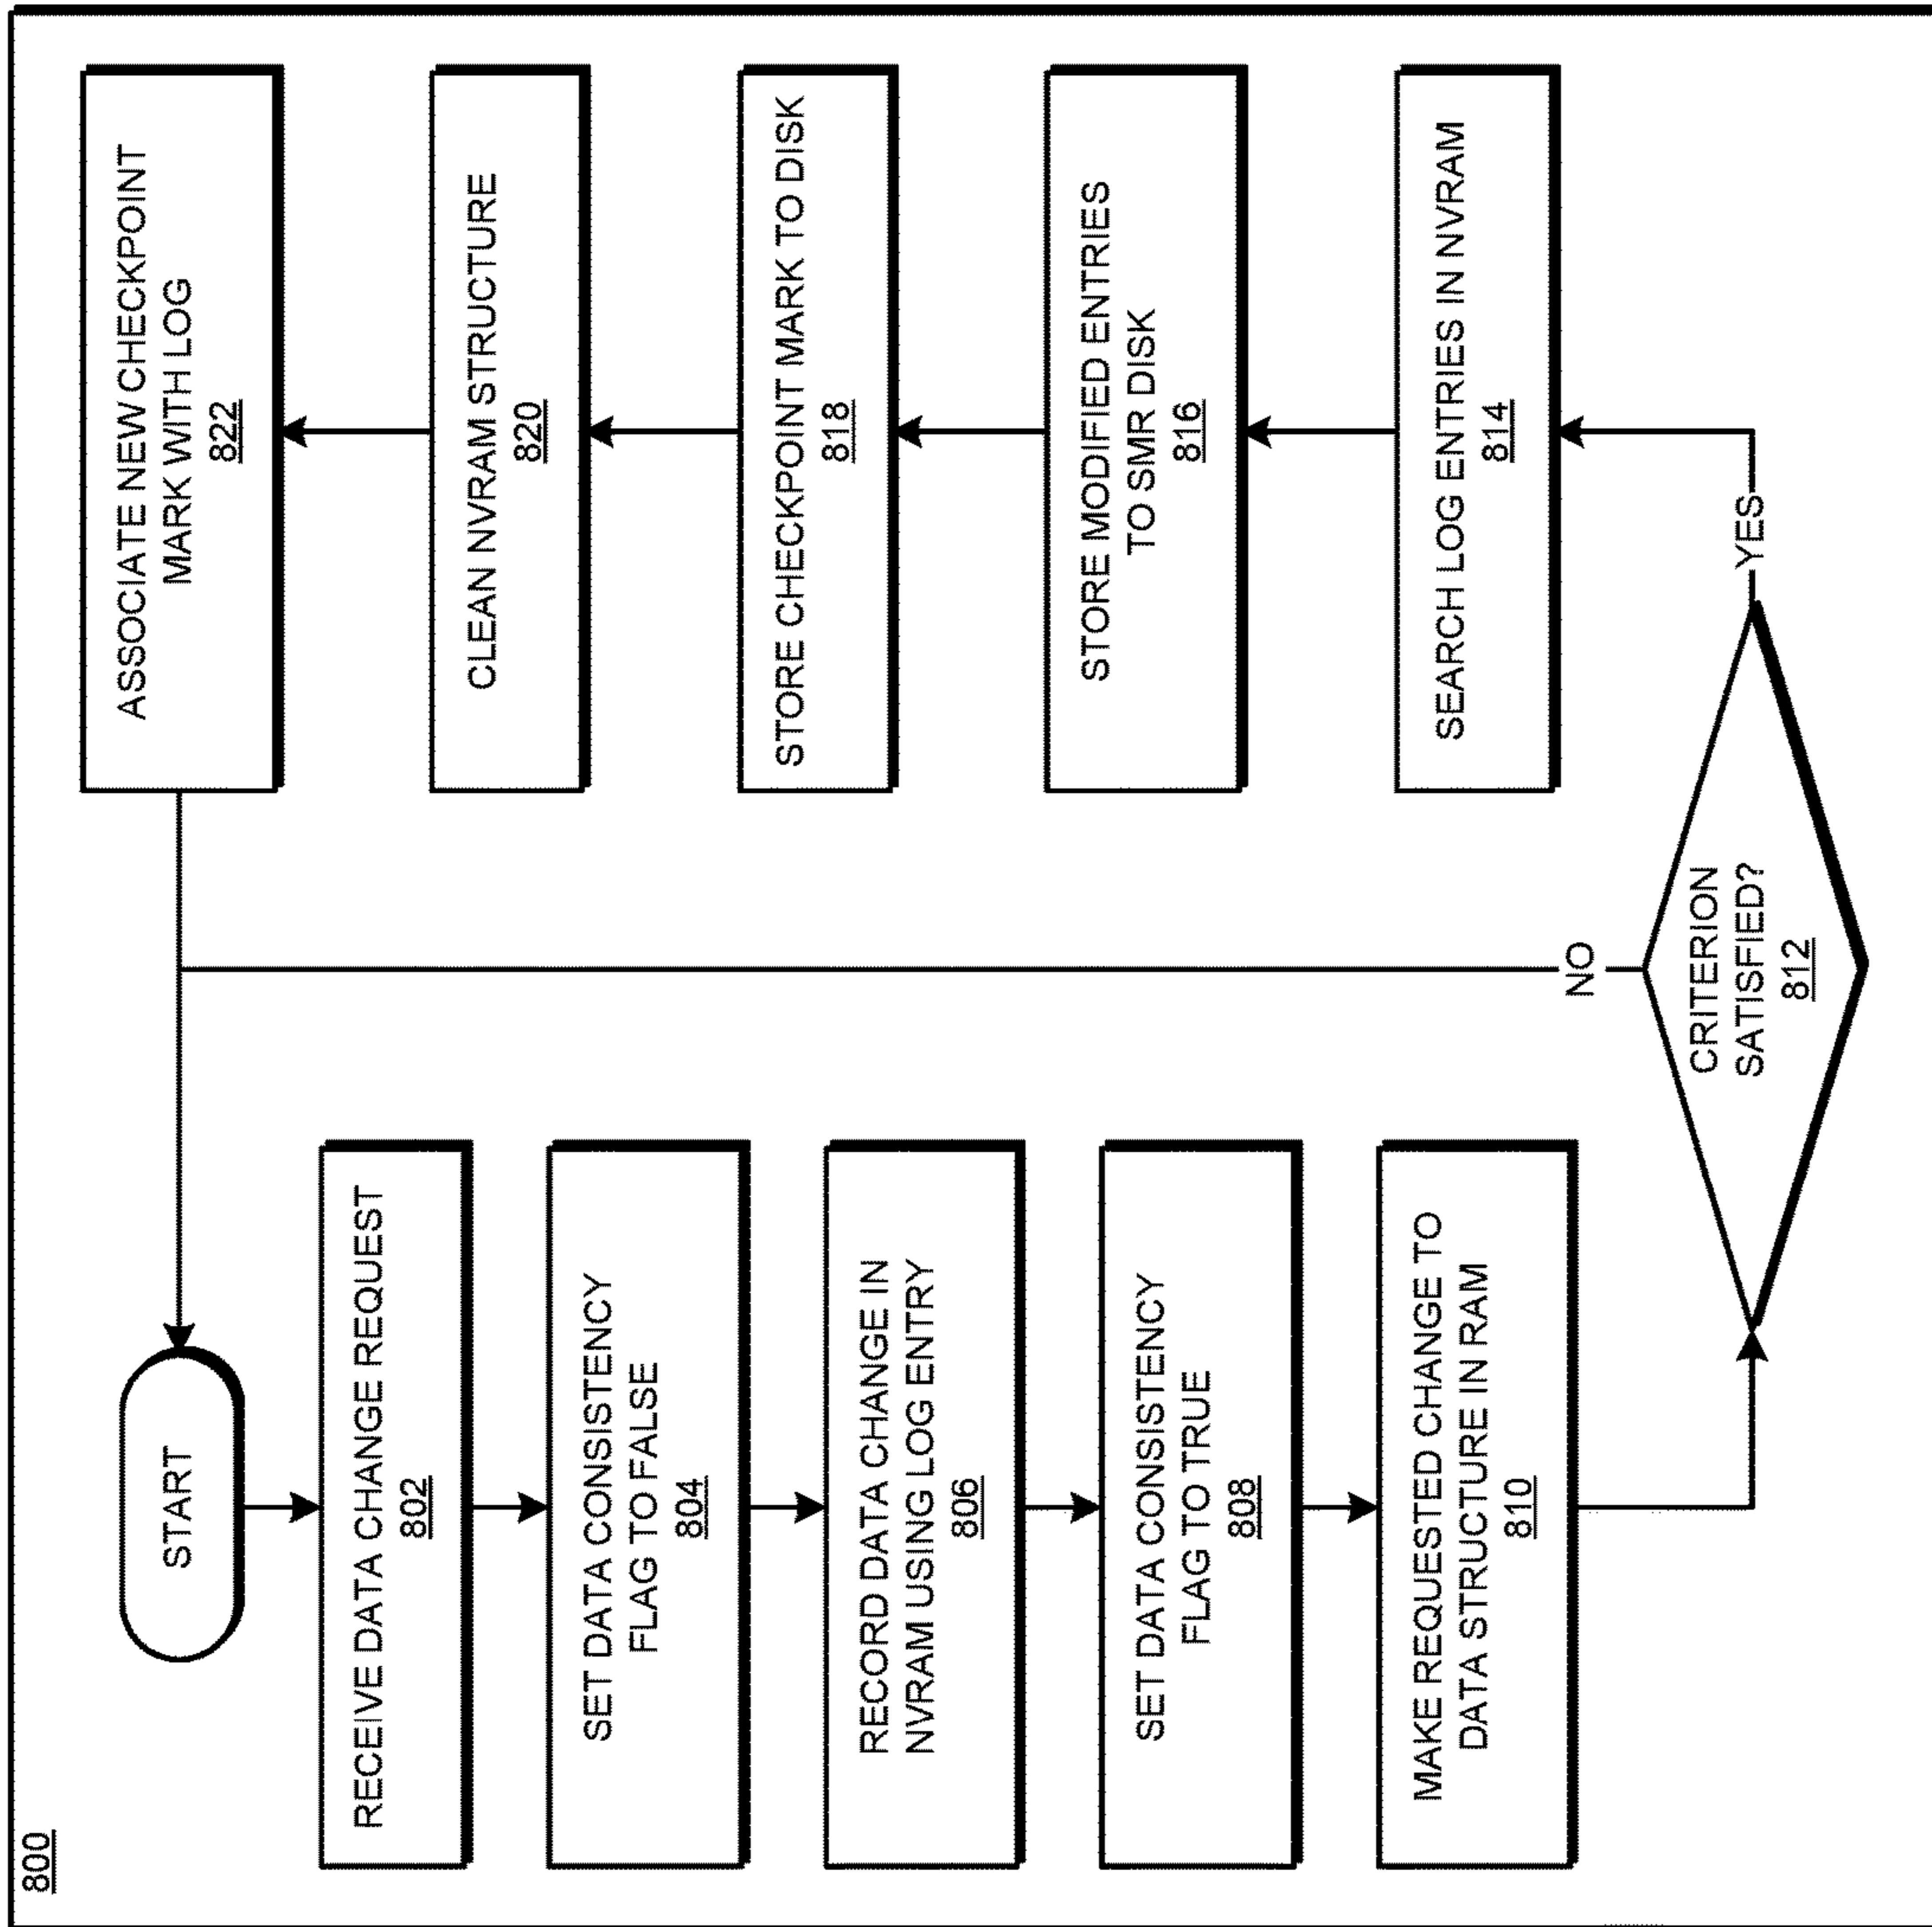 800
START
RECEIVE DATA CHANGE REQUEST
802
SET DATA CONSISTENCY
FLAG TO FALSE
804
RECORD DATA CHANGE IN
NVRAM USING LOG ENTRY
806
SET DATA CONSISTENCY
FLAG TO TRUE
808
MAKE REQUESTED CHANGE TO
DATA STRUCTURE IN RAM
810
CRITERION
SATISFIED?
812
NO
YES
SEARCH LOG ENTRIES IN NVRAM
814
STORE MODIFIED ENTRIES
TO SMR DISK
816
STORE CHECKPOINT MARK TO DISK
818
CLEAN NVRAM STRUCTURE
820
ASSOCIATE NEW CHECKPOINT
MARK WITH LOG
822